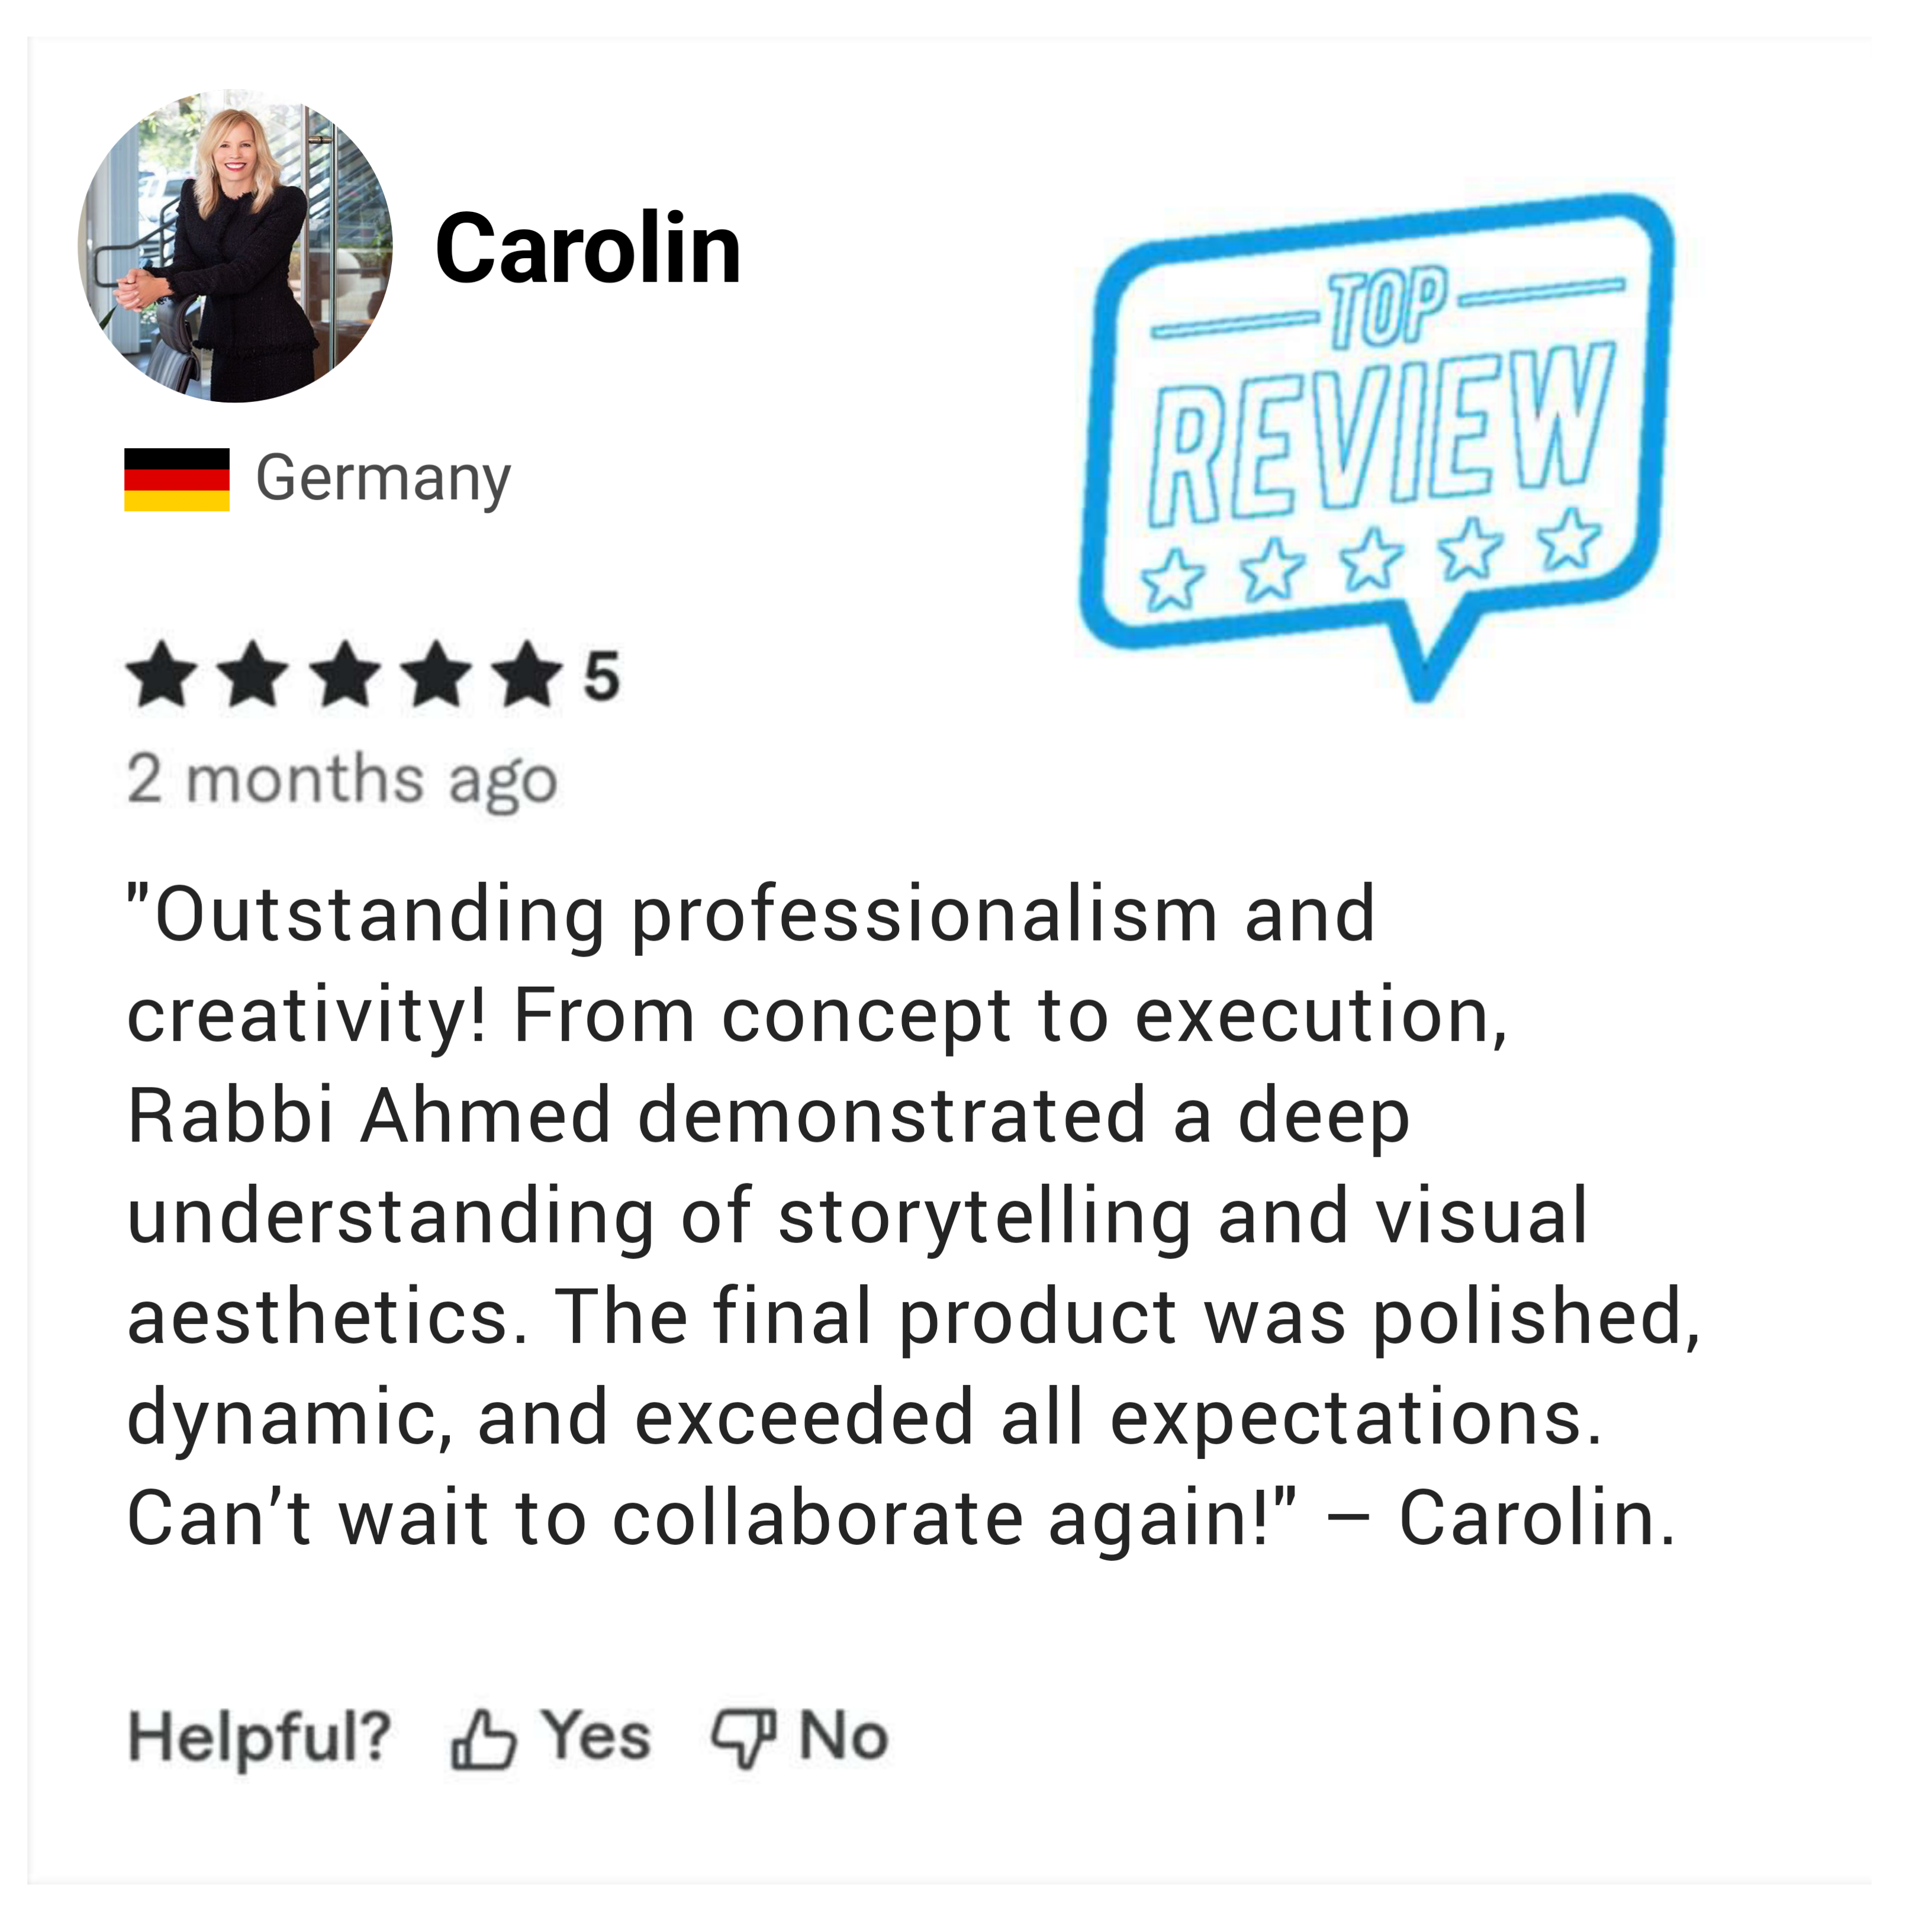 Carolin
Germany
TOP
REVIEW
5
2 months ago
"Outstanding professionalism and
creativity! From concept to execution,
Rabbi Ahmed demonstrated a deep
understanding of storytelling and visual
aesthetics. The final product was polished,
dynamic, and exceeded all expectations.
Can’t wait to collaborate again!" – Carolin.
Helpful? Yes No